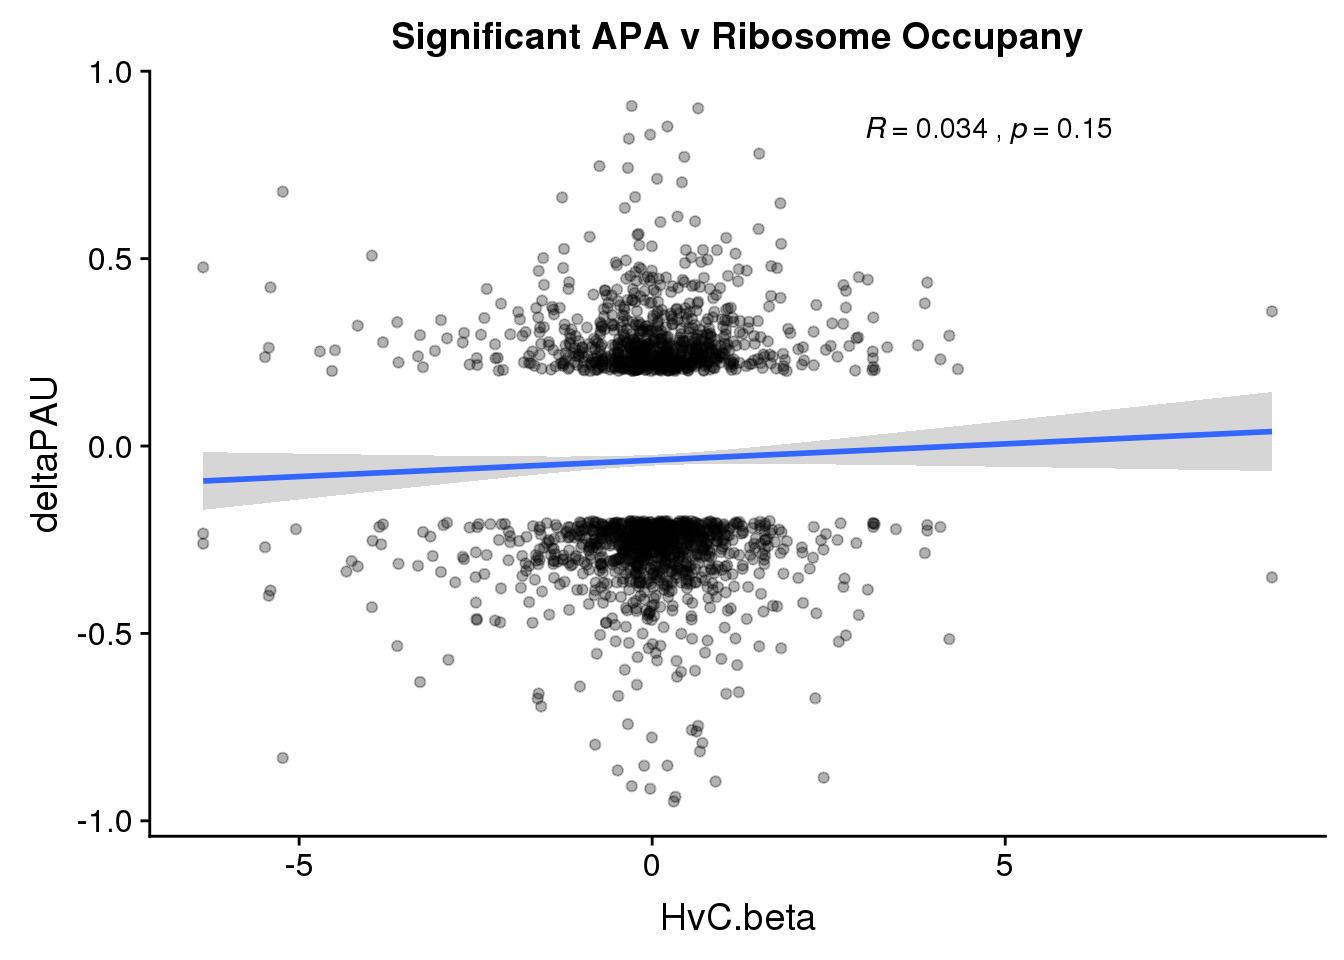 Significant APA v Ribosome Occupany
R = 0.034 , p = 0.15
deltaPAU
1.0
0.5
0.0
-0.5
-1.0
-5
0
5
HvC.beta